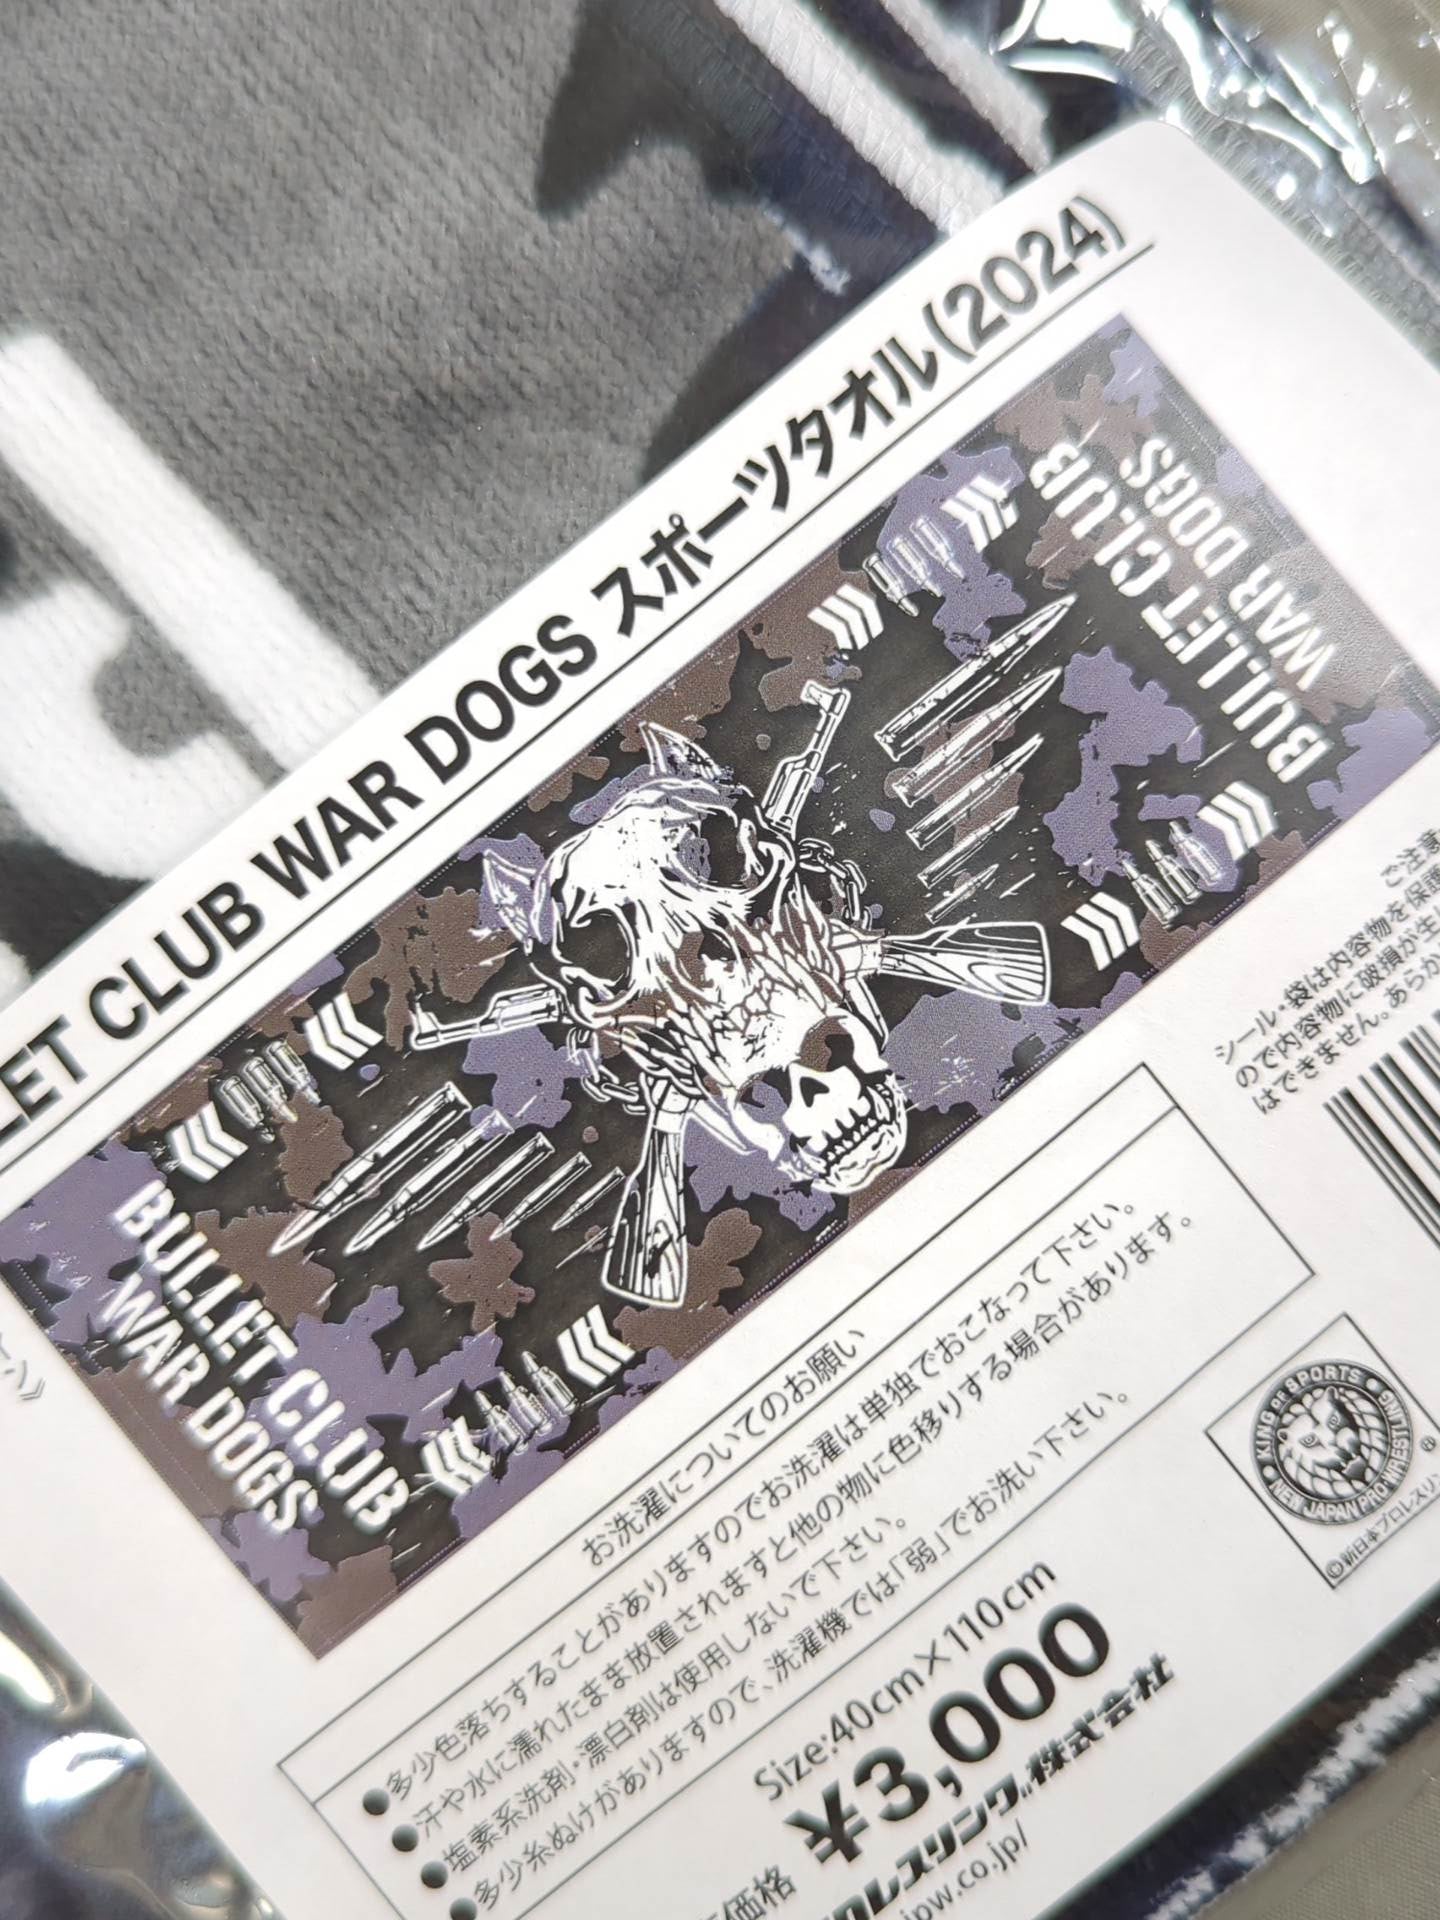 LET CLUB WAR DOGS スポーツタオル(2024)
BULLET CLUB
WAR DOGS
BULLET CLUB
WAR DOGS
BULLET CLUB
WAR DOGS
ご注意
シール・袋は内容物を保護
ので内容物に破損が生
はできません。あらか
お洗濯についてのお願い
●多少色落ちすることがありますのでお洗濯は単独でおこなって下さい。
●汗や水に濡れたまま放置されますと他の物に色移りする場合があります。
●塩素系洗剤・漂白剤は使用しないで下さい。
●多少糸ぬけがありますので、洗濯機では「弱」でお洗い下さい。
Size:40cm×110cm
価格 ¥3,000
プロレスリング株式会社
jpw.co.jp/
KING OF SPORTS
NEW JAPAN PRO-WRESTLING
®
©新日本プロレスリン